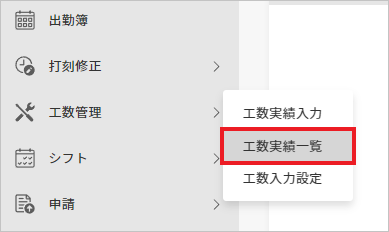 出勤簿
打刻修正
工数管理
工数実績入力
工数実績一覧
工数入力設定
シフト
申請